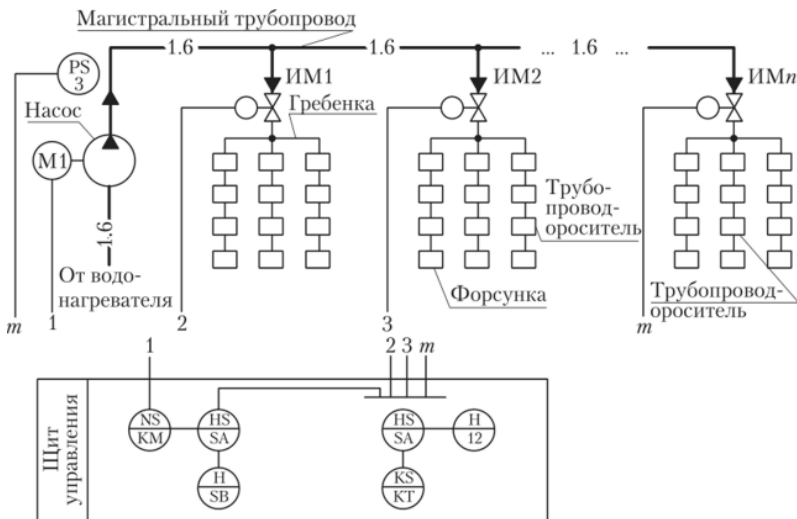 Магистральный трубопровод
1.6
1.6
... 1.6 ...
PS
3
ИМ1
ИМ2
ИМn
Насос
Гребенка
М1
1.6
Трубо-
провод-
ороситель
От водо-
нагревателя
Форсунка
Трубопровод-
ороситель
m
1
2
3
m
1
2 3 m
Щит
управления
NS
KM
HS
SA
HS
SA
H
12
H
SB
KS
KT